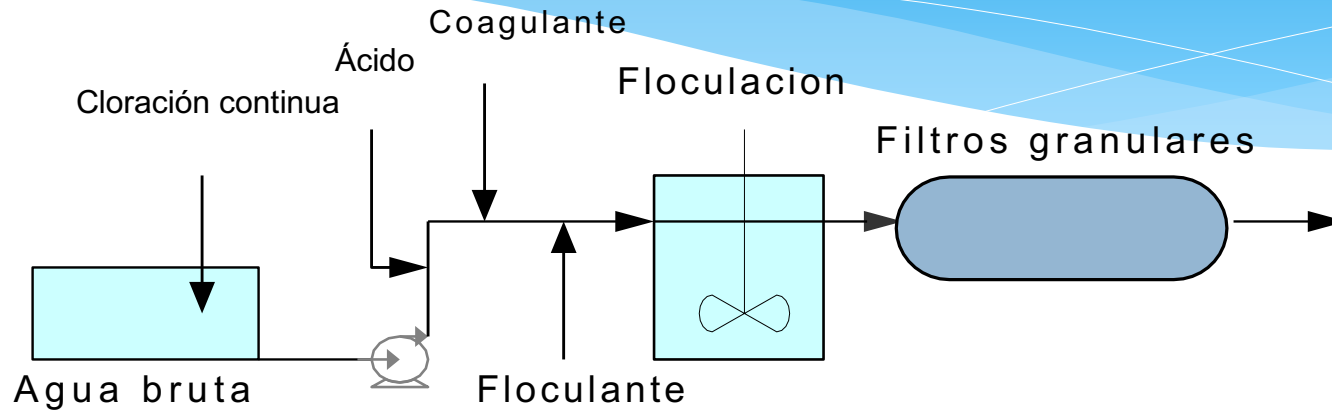 Coagulante
Ácido
Floculacion
Cloración continua
Filtros granulares
Agua bruta
Floculante